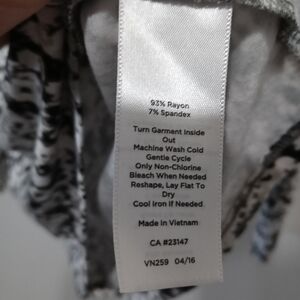 93% Rayon
7% Spandex
Turn Garment Inside
Out
Machine Wash Cold
Gentle Cycle
Only Non-Chlorine
Bleach When Needed
Reshape, Lay Flat To
Dry
Cool Iron If Needed
Made in Vietnam
CA #23147
VN259 04/16